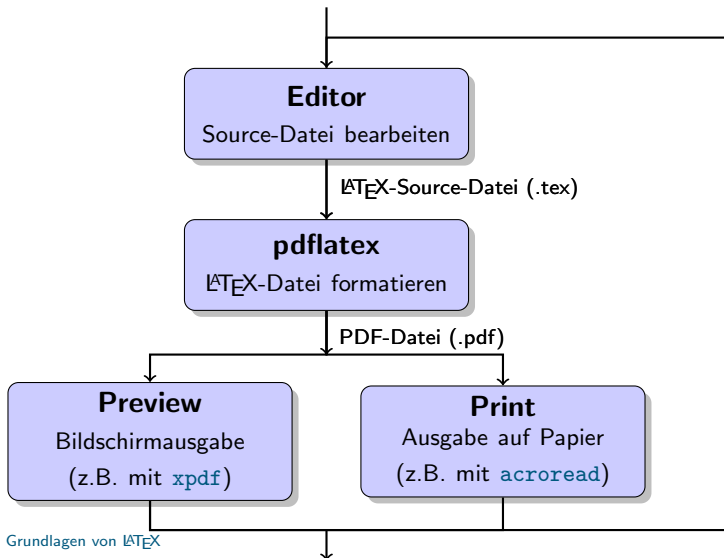 Editor
Source-Datei bearbeiten
LATEX-Source-Datei (.tex)
pdflatex
LATEX-Datei formatieren
PDF-Datei (.pdf)
Preview
Bildschirmausgabe
(z.B. mit xpdf)
Print
Ausgabe auf Papier
(z.B. mit acroread)
Grundlagen von LATEX